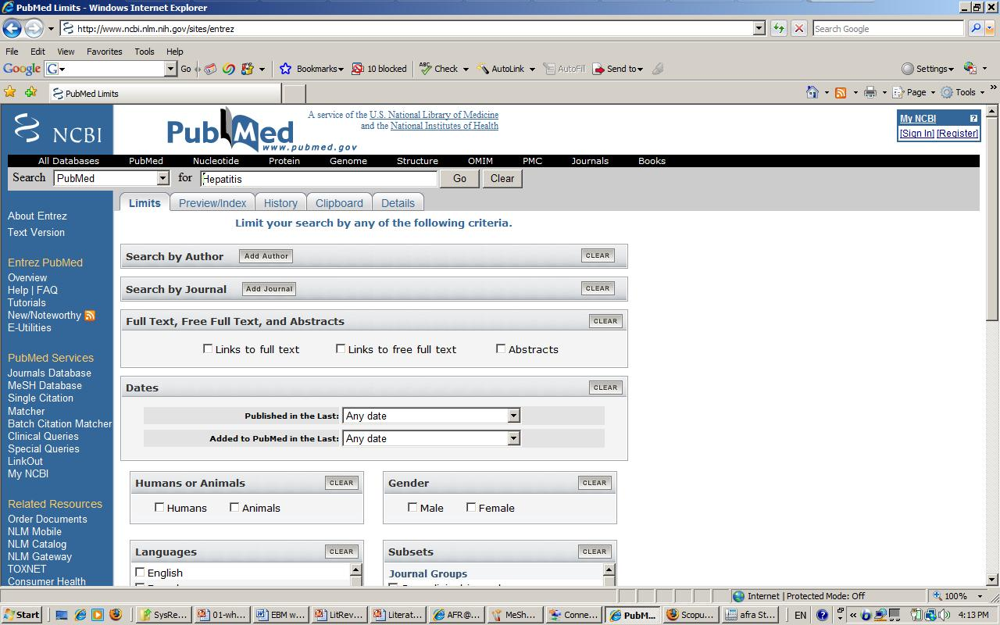 PubMed Limits - Windows Internet Explorer
http://www.ncbi.nlm.nih.gov/sites/entrez
Search Google
File Edit View Favorites Tools Help
Google G Go Bookmarks 10 blocked ABC Check AutoLink AutoFill Send to Settings
PubMed Limits Page Tools
NCBI
PubMed
www.pubmed.gov
A service of the U.S. National Library of Medicine
and the National Institutes of Health
My NCBI ?
[Sign In] [Register]
All Databases PubMed Nucleotide Protein Genome Structure OMIM PMC Journals Books
Search PubMed for Hepatitis Go Clear
Limits Preview/Index History Clipboard Details
Limit your search by any of the following criteria.
About Entrez
Text Version
Entrez PubMed
Overview
Help | FAQ
Tutorials
New/Noteworthy
E-Utilities
PubMed Services
Journals Database
MeSH Database
Single Citation
Matcher
Batch Citation Matcher
Clinical Queries
Special Queries
LinkOut
My NCBI
Related Resources
Order Documents
NLM Mobile
NLM Catalog
NLM Gateway
TOXNET
Consumer Health
Search by Author Add Author CLEAR
Search by Journal Add Journal CLEAR
Full Text, Free Full Text, and Abstracts CLEAR
Links to full text Links to free full text Abstracts
Dates CLEAR
Published in the Last: Any date
Added to PubMed in the Last: Any date
Humans or Animals CLEAR
Humans Animals
Gender CLEAR
Male Female
Languages CLEAR
English
Subsets CLEAR
Journal Groups
Internet | Protected Mode: Off 100%
Start SysRe... 01-wh... EBM w... LitRev... Literat... AFR@... MeSh... Conne... PubM... Scopu... afra St... EN 4:13 PM